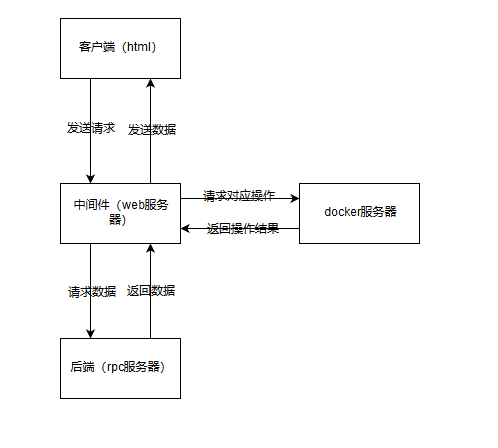 客户端（html）
发送请求
发送数据
中间件（web服务
器）
请求对应操作
返回操作结果
docker服务器
请求数据
返回数据
后端（rpc服务器）